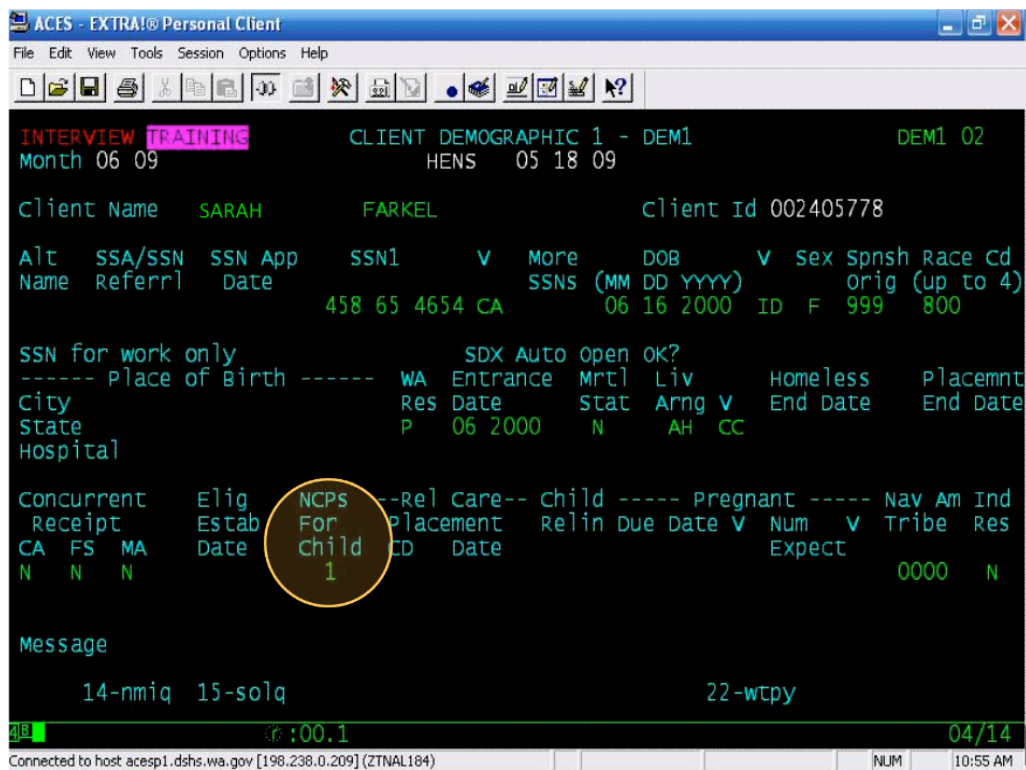 ACES - EXTRA!® Personal Client
File Edit View Tools Session Options Help
INTERVIEW TRAINING CLIENT DEMOGRAPHIC 1 - DEM1 DEM1 02
Month 06 09 HENS 05 18 09
Client Name SARAH FARKEL Client Id 002405778
Alt SSA/SSN SSN App SSN1 V More DOB V Sex Spnsh Race Cd
Name Referrl Date SSNs (MM DD YYYY) Orig (up to 4)
458 65 4654 CA 06 16 2000 ID F 999 800
SSN for work only SDX Auto Open OK?
------ Place of Birth ------ WA Entrance Mrtl Liv Homeless Placemnt
City Res Date Stat Arng V End Date End Date
State P 06 2000 N AH CC
Hospital
Concurrent Elig NCPs --Rel Care-- Child ----- Pregnant ----- Nav Am Ind
Receipt Estab For Placement Relin Due Date V Num V Tribe Res
CA FS MA Date Child CD Date Expect
N N N 1 0000 N
Message
14-nmiq 15-solq 22-wtpy
4B :00.1 04/14
Connected to host acesp1.dshs.wa.gov [198.238.0.209] (ZTNAL184) NUM 10:55 AM